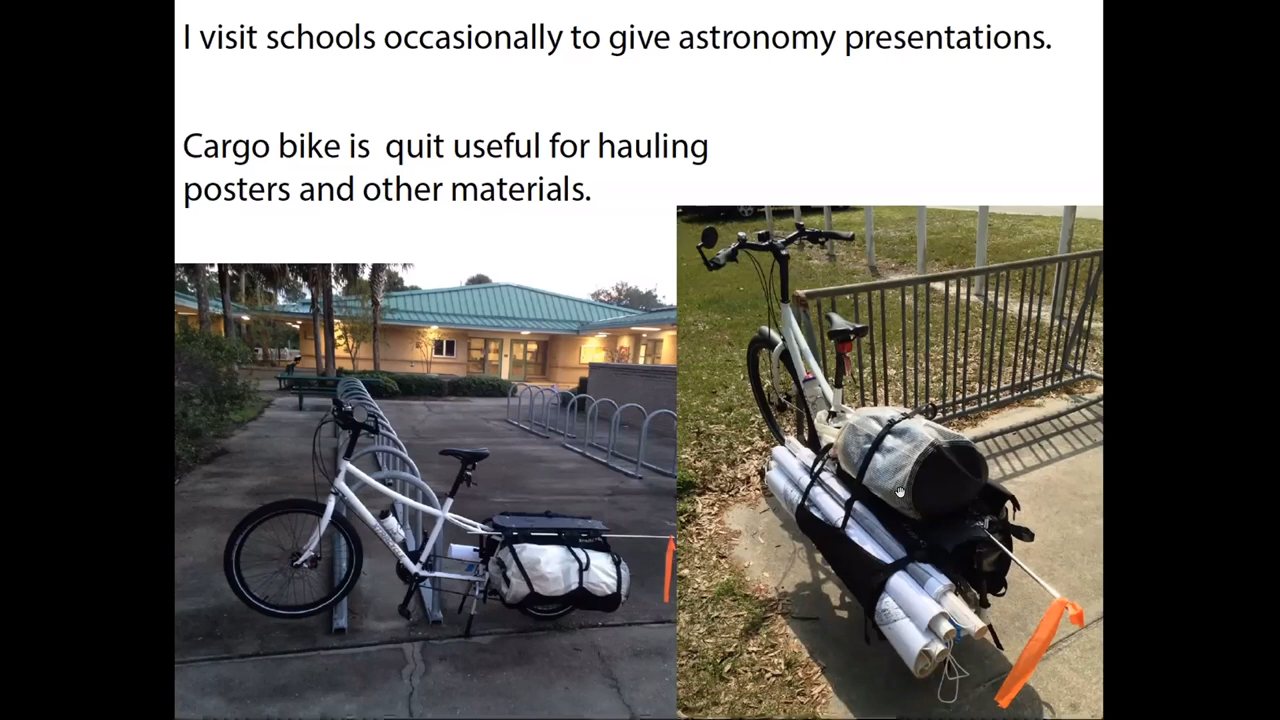 I visit schools occasionally to give astronomy presentations.
Cargo bike is  quit useful for hauling
posters and other materials.